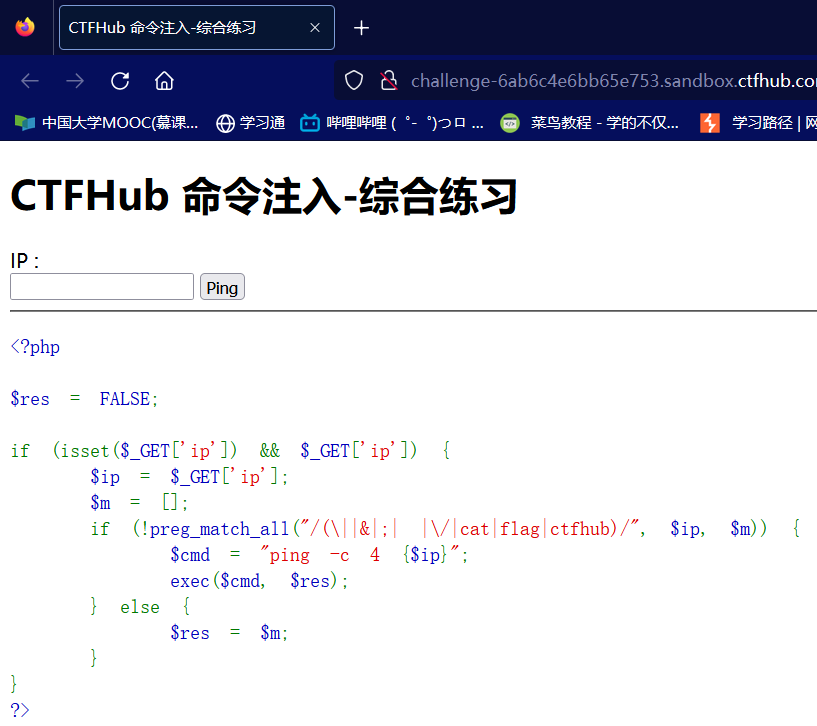 CTFHub 命令注入-综合练习
challenge-6ab6c4e6bb65e753.sandbox.ctfhub.co
中国大学MOOC(慕课... 学习通 哔哩哔哩 ( ゜- ゜)つロ ... 菜鸟教程 - 学的不仅... 学习路径 | 网
CTFHub 命令注入-综合练习
IP :
Ping
<?php
$res = FALSE;
if (isset($_GET['ip']) && $_GET['ip']) {
$ip = $_GET['ip'];
$m = [];
if (!preg_match_all("/(\||&|;| |\/|cat|flag|ctfhub)/", $ip, $m)) {
$cmd = "ping -c 4 {$ip}";
exec($cmd, $res);
} else {
$res = $m;
}
}
?>